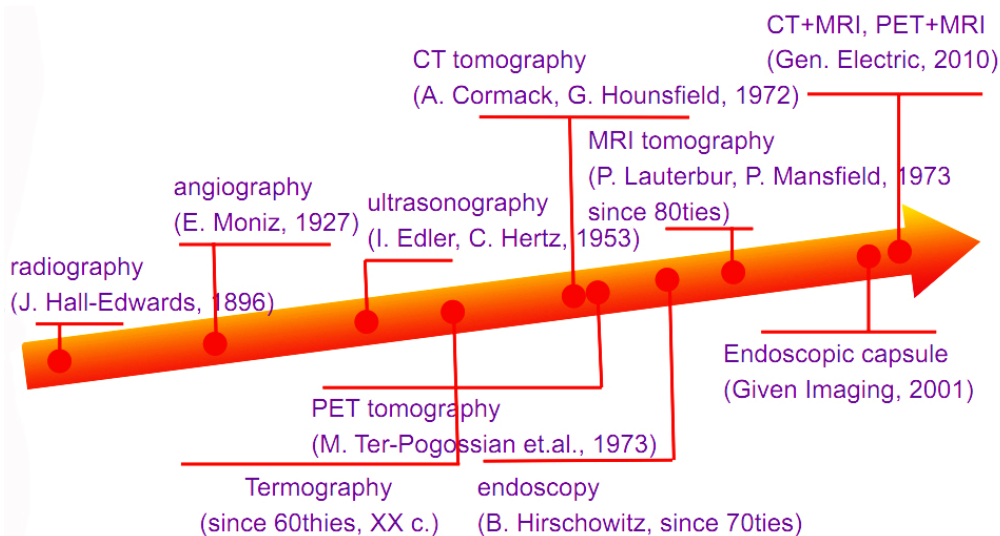 CT+MRI, PET+MRI
(Gen. Electric, 2010)
CT tomography
(A. Cormack, G. Hounsfield, 1972)
MRI tomography
(P. Lauterbur, P. Mansfield, 1973
since 80ties)
angiography
(E. Moniz, 1927)
ultrasonography
(I. Edler, C. Hertz, 1953)
radiography
(J. Hall-Edwards, 1896)
Endoscopic capsule
(Given Imaging, 2001)
PET tomography
(M. Ter-Pogossian et.al., 1973)
Termography
(since 60thies, XX c.)
endoscopy
(B. Hirschowitz, since 70ties)